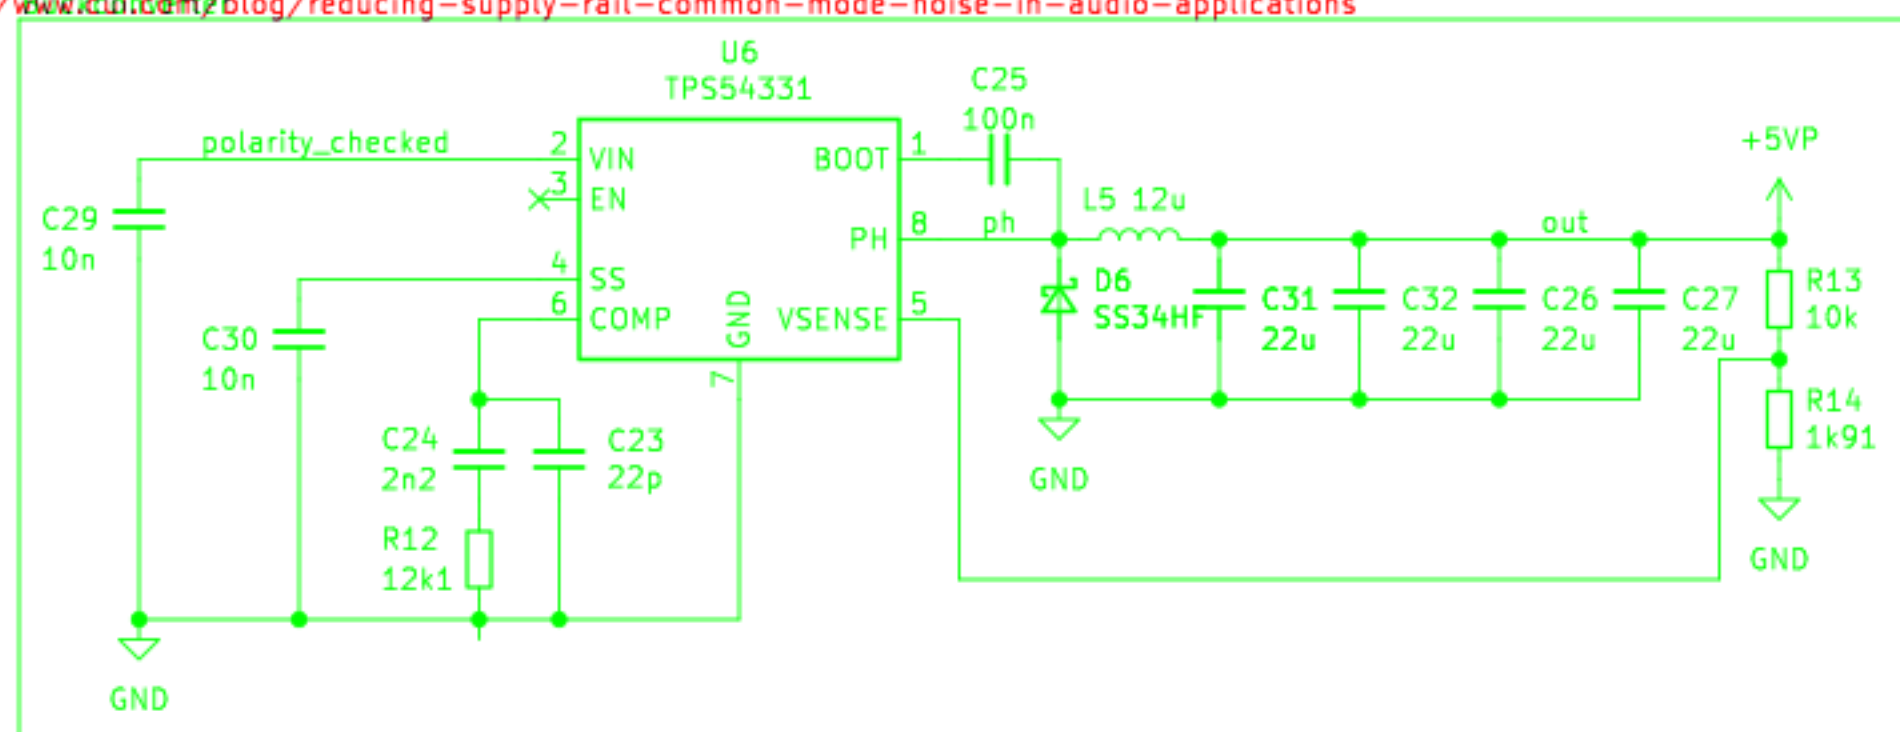 /www.cui.com/blog/reducing-supply-rail-common-mode-noise-in-audio-applications
U6
TPS54331
C25
100n
polarity_checked
2
VIN
BOOT
1
+5VP
3
EN
C29
10n
L5 12u
ph
8
PH
out
4
SS
D6
SS34HF
C31
22u
C32
22u
C26
22u
C27
22u
R13
10k
6
COMP
GND
VSENSE
5
C30
10n
7
R14
1k91
C24
2n2
C23
22p
GND
R12
12k1
GND
GND